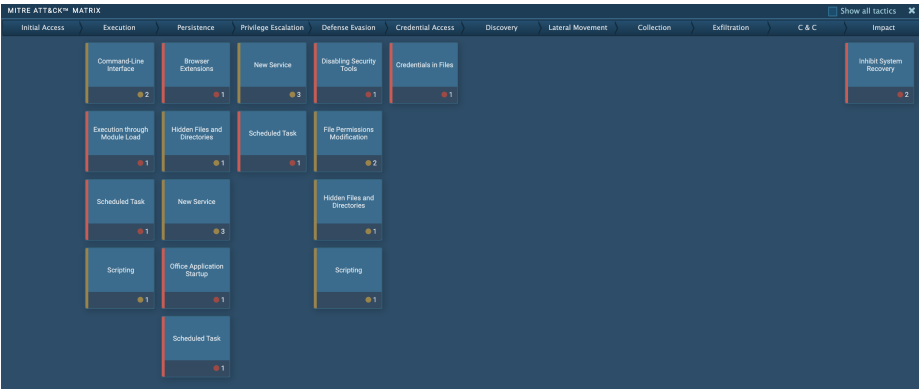 MITRE ATT&CK™ MATRIX
Show all tactics
Initial Access
Execution
Persistence
Privilege Escalation
Defense Evasion
Credential Access
Discovery
Lateral Movement
Collection
Exfiltration
C & C
Impact
Command-Line
Interface
2
Browser
Extensions
1
New Service
3
Disabling Security
Tools
1
Credentials in Files
1
Inhibit System
Recovery
2
Execution through
Module Load
1
Hidden Files and
Directories
1
Scheduled Task
1
File Permissions
Modification
2
Scheduled Task
1
New Service
3
Hidden Files and
Directories
1
Scripting
1
Office Application
Startup
1
Scripting
1
Scheduled Task
1